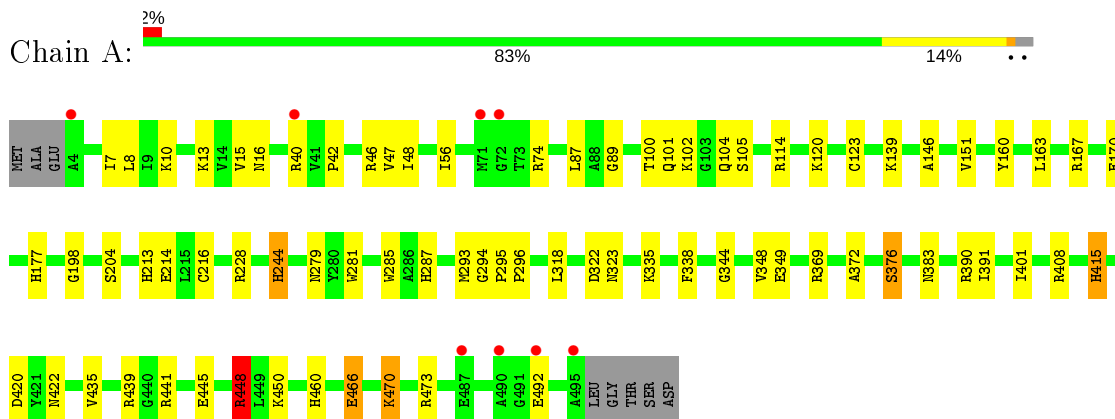 2%
Chain A:
83% 14% • •
MET ALA GLU A4 I7 L8 I9 K10 K13 V14 V15 N16 R40 V41 P42 R46 V47 I48 I56 M71 G72 T73 R74 L87 A88 G89 T100 Q101 K102 G103 Q104 S105 R114 K120 C123 K139 A146 V151 Y160 L163 R167
H177 G198 S204 H213 E214 L215 C216 R228 H244 N279 Y280 W281 W285 A286 H287 M293 G294 P295 P296 L318 D322 N323 K335 F338 G344 V348 E349 R369 A372 S376 N383 R390 I391 I401 R408 H415
D420 Y421 N422 V435 R439 G440 R441 E445 R448 L449 K450 H460 E466 K470 R473 E487 A490 G491 E492 A495 LEU GLY THR SER ASP